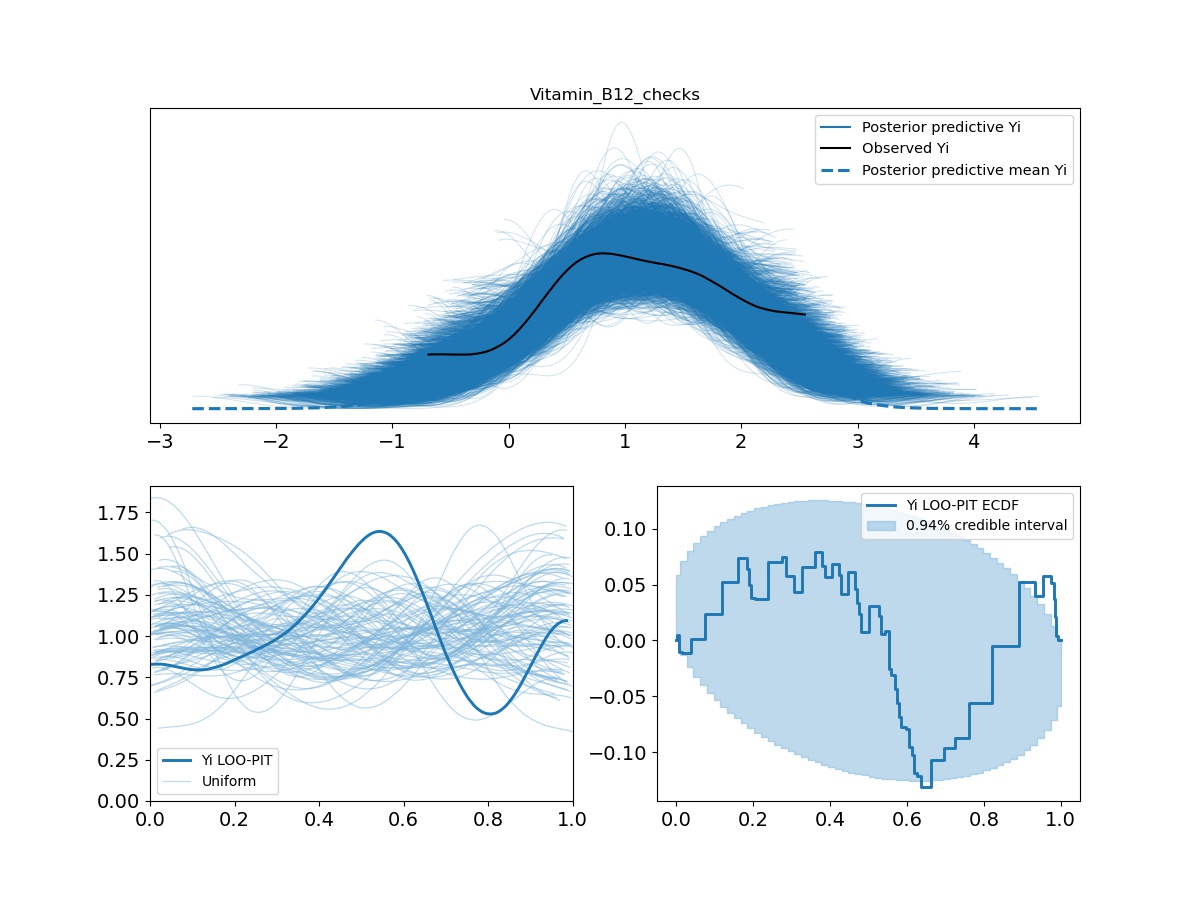 Vitamin_B12_checks
Posterior predictive Yi
Observed Yi
Posterior predictive mean Yi
−3 −2 −1 0 1 2 3 4
1.75
1.50
1.25
1.00
0.75
0.50
0.25
0.00
Yi LOO-PIT
Uniform
0.0 0.2 0.4 0.6 0.8 1.0
Yi LOO-PIT ECDF
0.94% credible interval
0.10
0.05
0.00
−0.05
−0.10
0.0 0.2 0.4 0.6 0.8 1.0